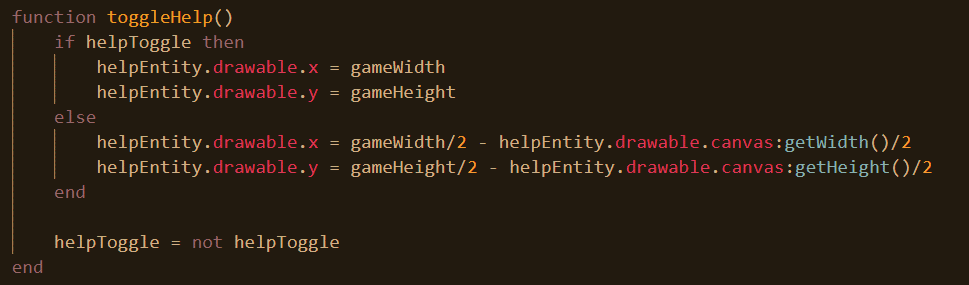 function toggleHelp()
    if helpToggle then
        helpEntity.drawable.x = gameWidth
        helpEntity.drawable.y = gameHeight
    else
        helpEntity.drawable.x = gameWidth/2 - helpEntity.drawable.canvas:getWidth()/2
        helpEntity.drawable.y = gameHeight/2 - helpEntity.drawable.canvas:getHeight()/2
    end

    helpToggle = not helpToggle
end